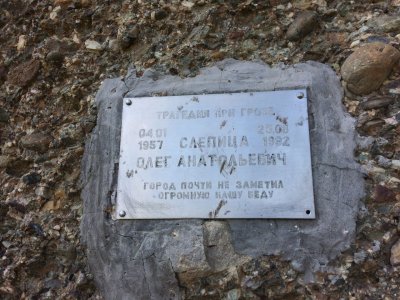 ТРАГЕДИЯ ПРИ ГРОЗЕ
04.01 25.08
1957 СЛЕПИЦА 1992
ОЛЕГ АНАТОЛЬЕВИЧ
ГОРОД ПОЧТИ НЕ ЗАМЕТИЛ
ОГРОМНУЮ НАШУ БЕДУ